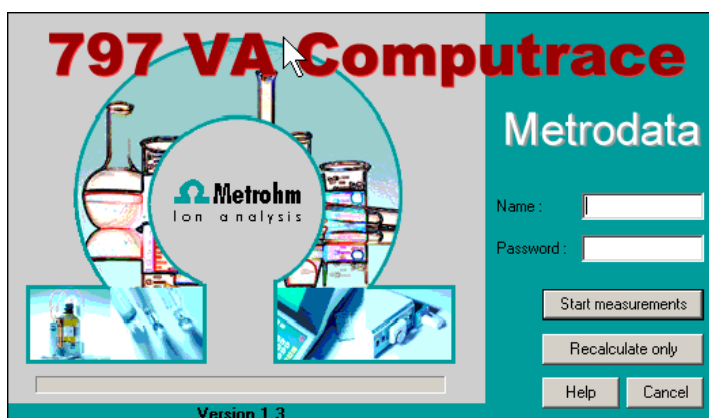 797 VA Computrace
Metrodata
Metrohm
Ion analysis
Name :
Password :
Start measurements
Recalculate only
Help
Cancel
Version 1.3